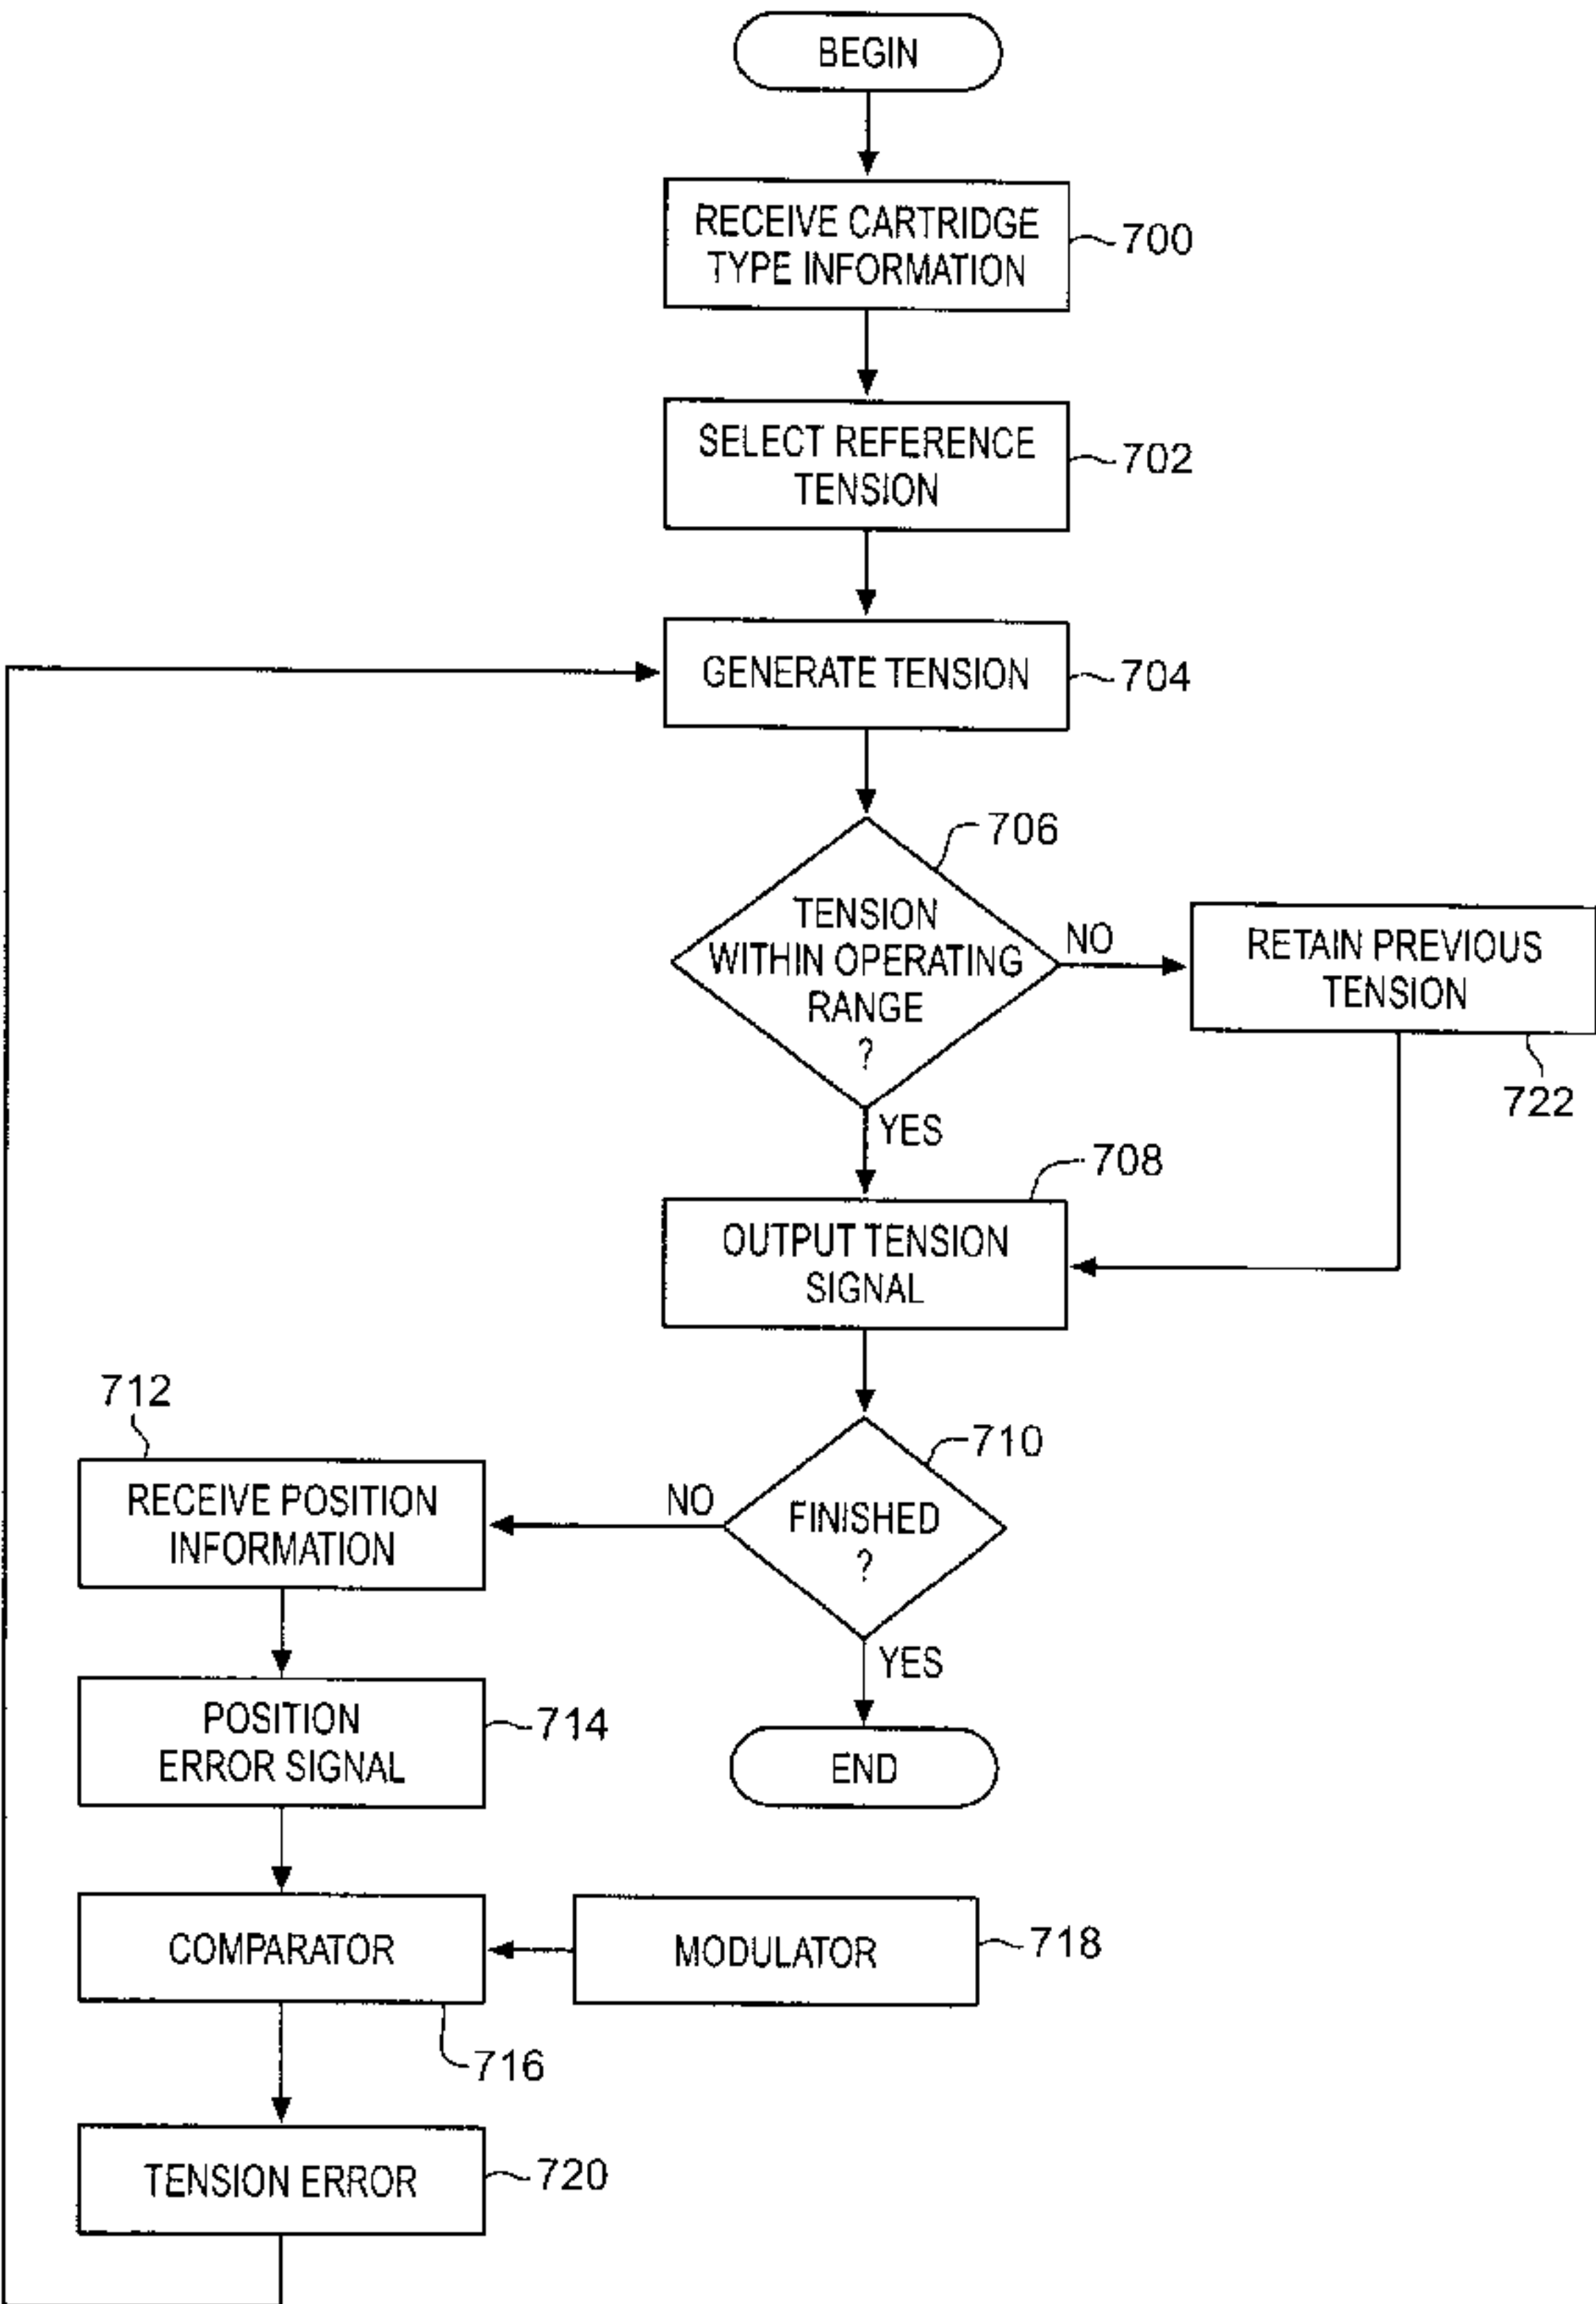 BEGIN
RECEIVE CARTRIDGE
TYPE INFORMATION
700
SELECT REFERENCE
TENSION
702
GENERATE TENSION
704
706
TENSION
WITHIN OPERATING
RANGE
?
NO
RETAIN PREVIOUS
TENSION
722
YES
708
OUTPUT TENSION
SIGNAL
712
710
RECEIVE POSITION
INFORMATION
NO
FINISHED
?
YES
POSITION
ERROR SIGNAL
714
END
COMPARATOR
MODULATOR
718
716
TENSION ERROR
720